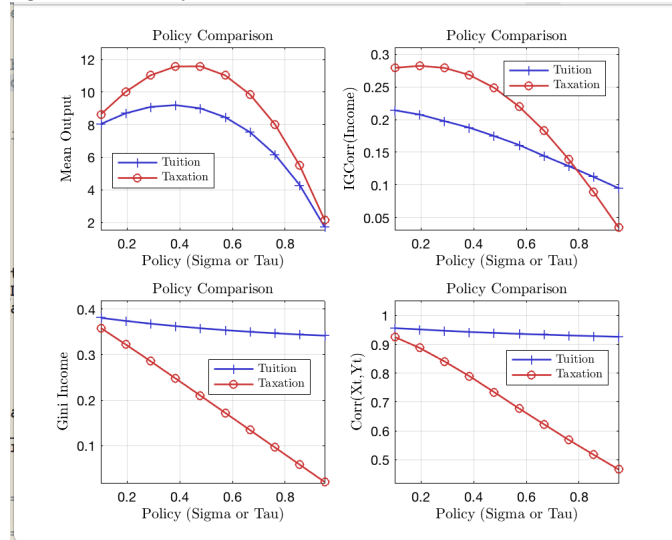 Policy Comparison
Mean Output
12
10
8
6
4
2
Tuition
Taxation
0.2 0.4 0.6 0.8
Policy (Sigma or Tau)
Policy Comparison
IGCorr(Income)
0.3
0.25
0.2
0.15
0.1
0.05
Tuition
Taxation
0.2 0.4 0.6 0.8
Policy (Sigma or Tau)
Policy Comparison
Gini Income
0.4
0.3
0.2
0.1
Tuition
Taxation
0.2 0.4 0.6 0.8
Policy (Sigma or Tau)
Policy Comparison
Corr(Xt,Yt)
1
0.9
0.8
0.7
0.6
0.5
Tuition
Taxation
0.2 0.4 0.6 0.8
Policy (Sigma or Tau)